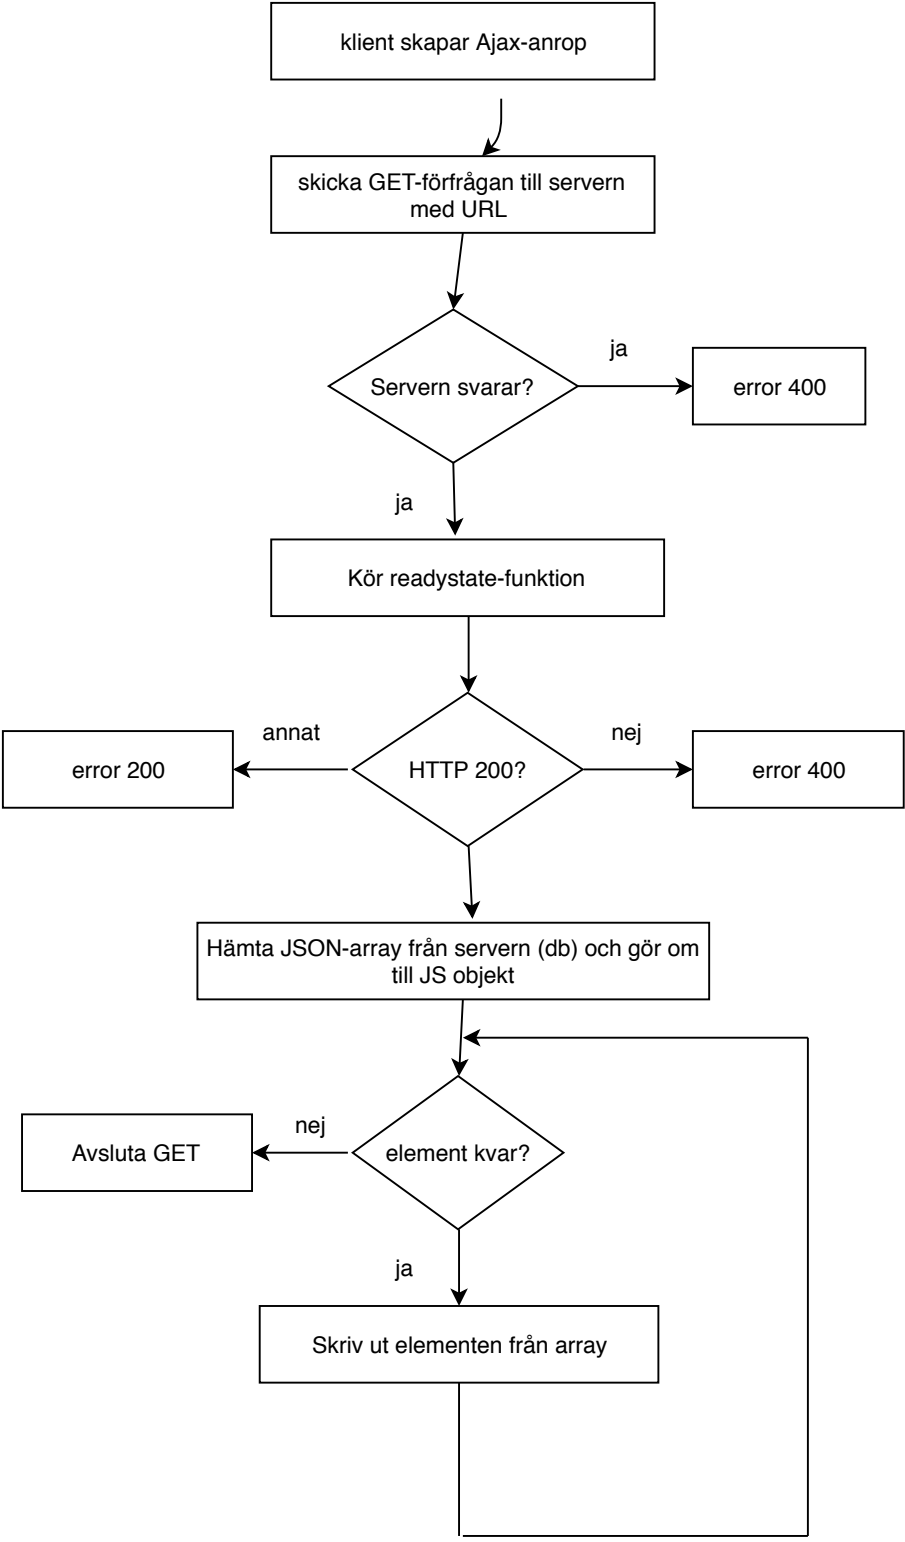 klient skapar Ajax-anrop
skicka GET-förfrågan till servern
med URL
Servern svarar?
ja
error 400
ja
Kör readystate-funktion
annat
nej
error 200
HTTP 200?
error 400
Hämta JSON-array från servern (db) och gör om
till JS objekt
nej
Avsluta GET
element kvar?
ja
Skriv ut elementen från array